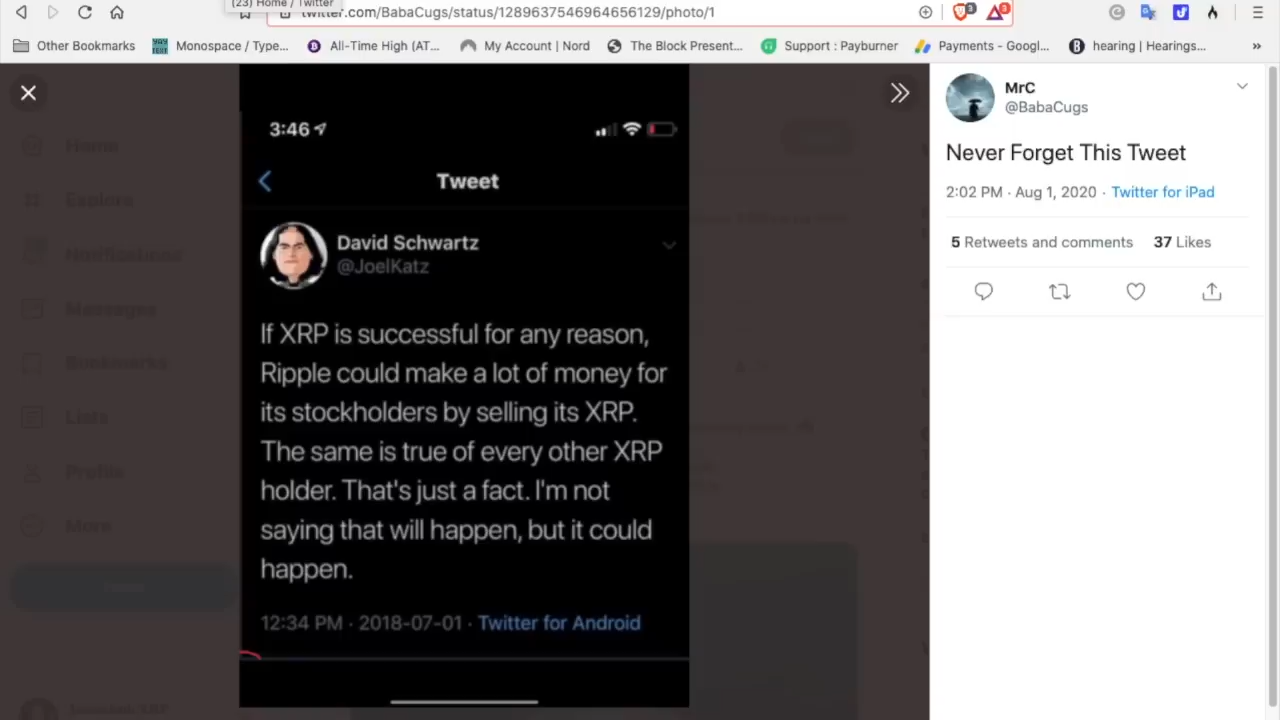 (23) Home / Twitter
twitter.com/BabaCugs/status/1289637546964656129/photo/1
3
3
Other Bookmarks
YAY TEXT
Monospace / Type...
All-Time High (AT...
My Account | Nord
The Block Present...
Support : Payburner
Payments - Googl...
hearing | Hearings...
»
3:46
Tweet
David Schwartz
@JoelKatz
If XRP is successful for any reason,
Ripple could make a lot of money for
its stockholders by selling its XRP.
The same is true of every other XRP
holder. That's just a fact. I'm not
saying that will happen, but it could
happen.
12:34 PM · 2018-07-01 · Twitter for Android
Home
Explore
Notifications
Messages
Bookmarks
Lists
Profile
More
MrC
@BabaCugs
Never Forget This Tweet
2:02 PM · Aug 1, 2020 · Twitter for iPad
5 Retweets and comments 37 Likes